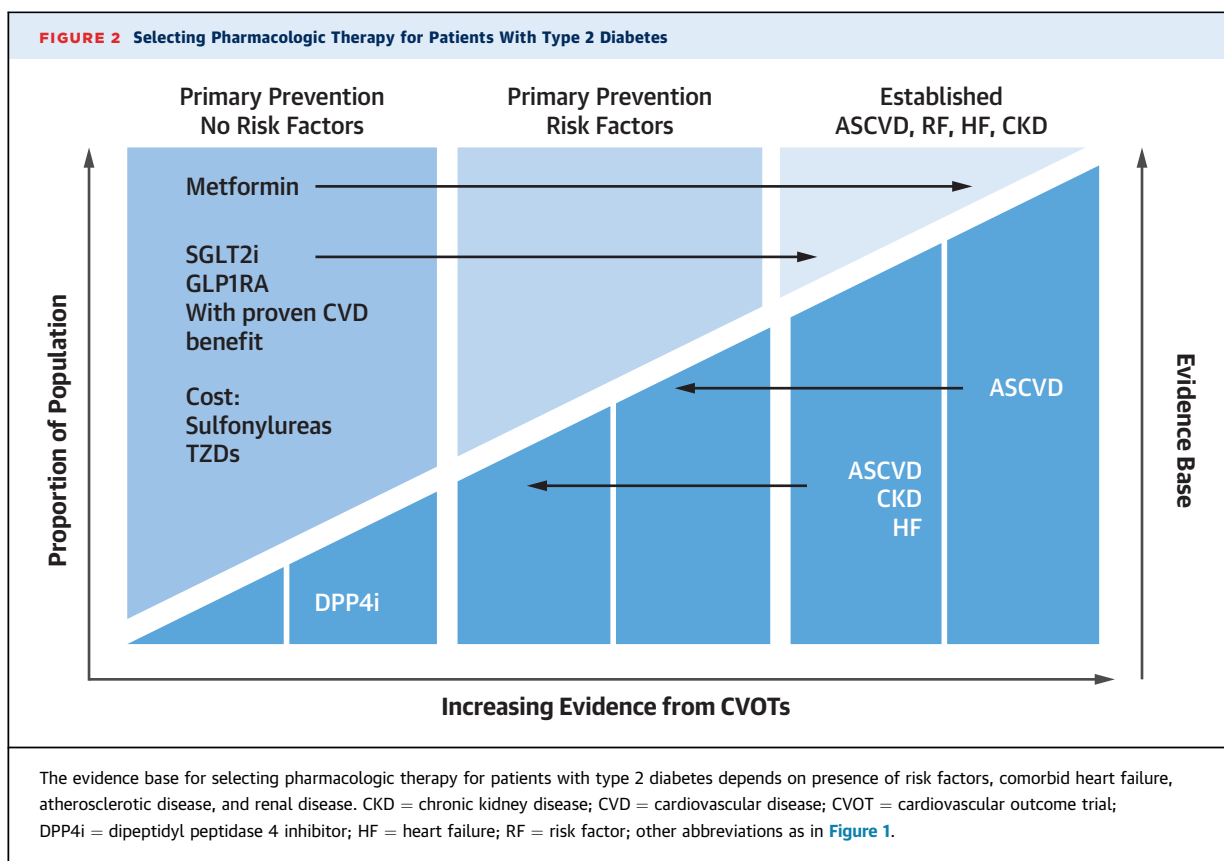 FIGURE 2 Selecting Pharmacologic Therapy for Patients With Type 2 Diabetes
Primary Prevention
No Risk Factors
Primary Prevention
Risk Factors
Established
ASCVD, RF, HF, CKD
Metformin
SGLT2i
GLP1RA
With proven CVD
benefit
Cost:
Sulfonylureas
TZDs
DPP4i
ASCVD
CKD
HF
ASCVD
Proportion of Population
Evidence Base
Increasing Evidence from CVOTs
The evidence base for selecting pharmacologic therapy for patients with type 2 diabetes depends on presence of risk factors, comorbid heart failure,
atherosclerotic disease, and renal disease. CKD = chronic kidney disease; CVD = cardiovascular disease; CVOT = cardiovascular outcome trial;
DPP4i = dipeptidyl peptidase 4 inhibitor; HF = heart failure; RF = risk factor; other abbreviations as in Figure 1.